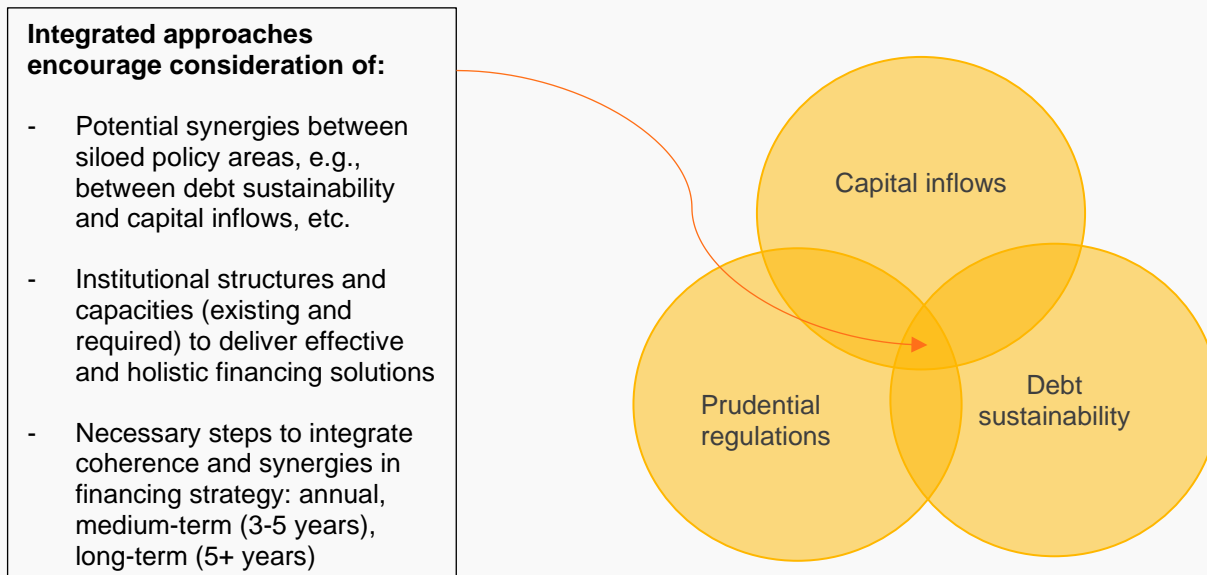 Integrated approaches
encourage consideration of:
- Potential synergies between
siloed policy areas, e.g.,
between debt sustainability
and capital inflows, etc.
- Institutional structures and
capacities (existing and
required) to deliver effective
and holistic financing solutions
- Necessary steps to integrate
coherence and synergies in
financing strategy: annual,
medium-term (3-5 years),
long-term (5+ years)
Capital inflows
Prudential
regulations
Debt
sustainability